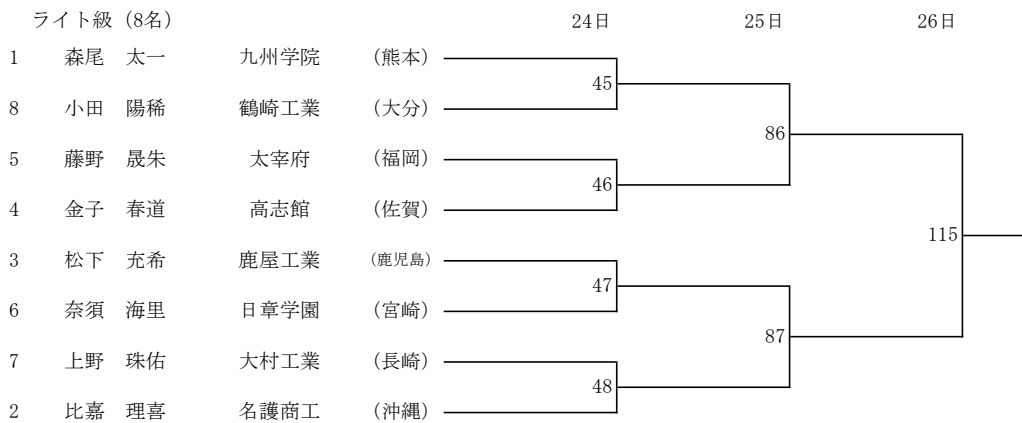 ライト級（8名） 24日 25日 26日
1 森尾 太一 九州学院 （熊本）
45
8 小田 陽稀 鶴崎工業 （大分）
86
5 藤野 晟朱 太宰府 （福岡）
46
4 金子 春道 高志館 （佐賀）
115
3 松下 充希 鹿屋工業 （鹿児島）
47
6 奈須 海里 日章学園 （宮崎）
87
7 上野 珠佑 大村工業 （長崎）
48
2 比嘉 理喜 名護商工 （沖縄）